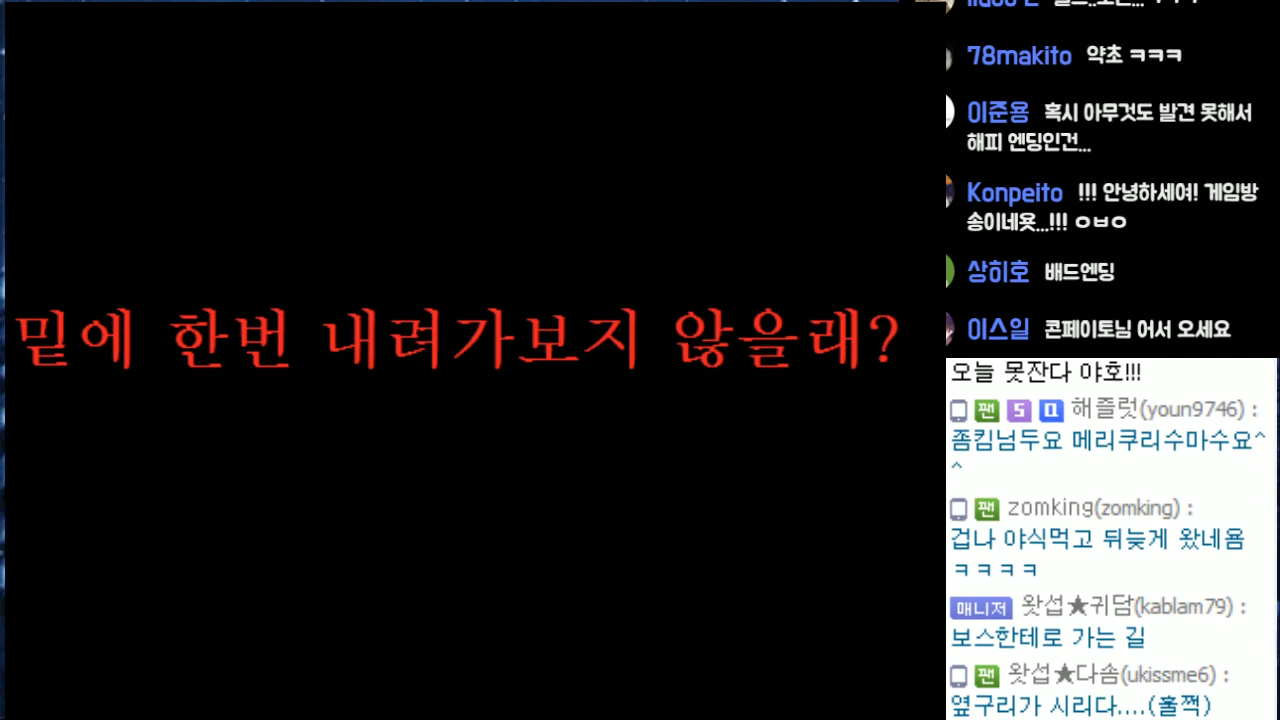 밑에 한번 내려가보지 않을래?
78makito 약초 ㅋㅋㅋ
이준용 혹시 아무것도 발견 못해서
해피 엔딩인건...
Konpeito !!! 안녕하세여! 게임방
송이네욧...!!! ㅇㅂㅇ
상히호 배드엔딩
이스일 콘페이토님 어서 오세요
오늘 못잔다 야호!!!
팬 5 해즐럿(youn9746) :
좀킴넘두요 메리쿠리수마수요^
^
팬 zomking(zomking) :
겁나 야식먹고 뒤늦게 왔네욤
ㅋㅋㅋㅋ
매니저 왓섭★귀담(kablam79) :
보스한테로 가는 길
팬 왓섭★다솜(ukissme6) :
옆구리가 시리다....(훌쩍)